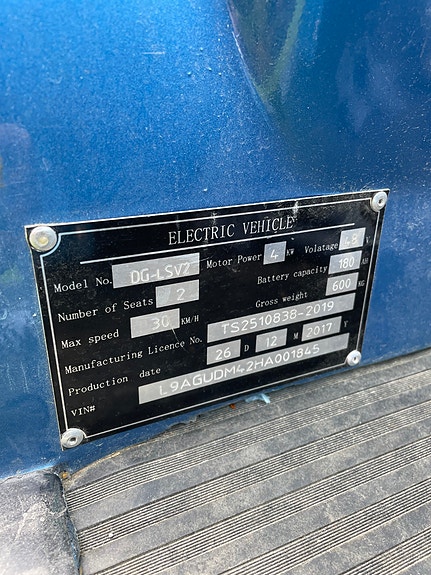 ELECTRIC VEHICLE
Model No. DG-LSV2 Motor Power 4 KW Volatage 48 V
Number of Seats 2 Battery capacity 180 AH
Max speed 30 KM/H Gross weight 600 KG
Manufacturing Licence No. TS2510838-2019
Production date 26 D 12 M 2017 Y
VIN# L9AGUDM42HA001845